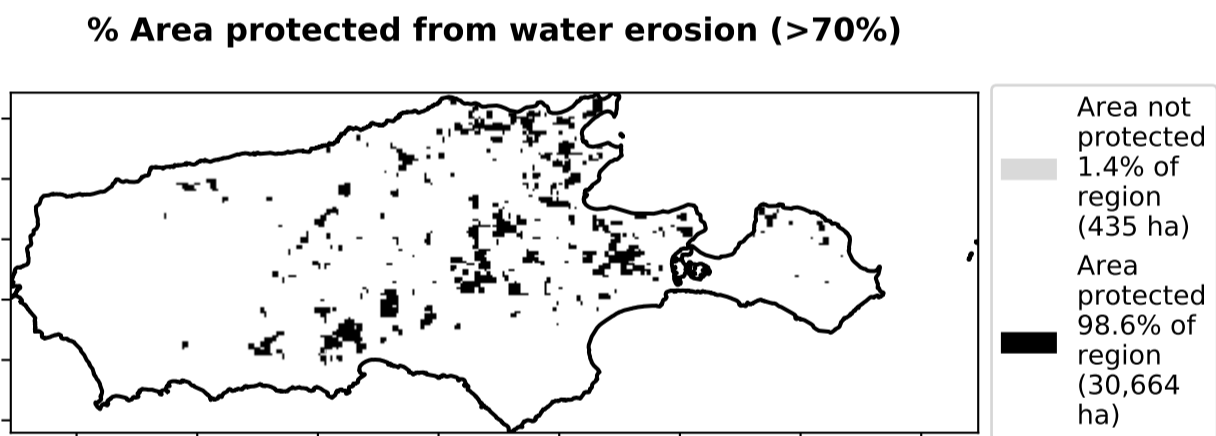 % Area protected from water erosion (>70%)
Area not
protected
1.4% of
region
(435 ha)
Area
protected
98.6% of
region
(30,664
ha)